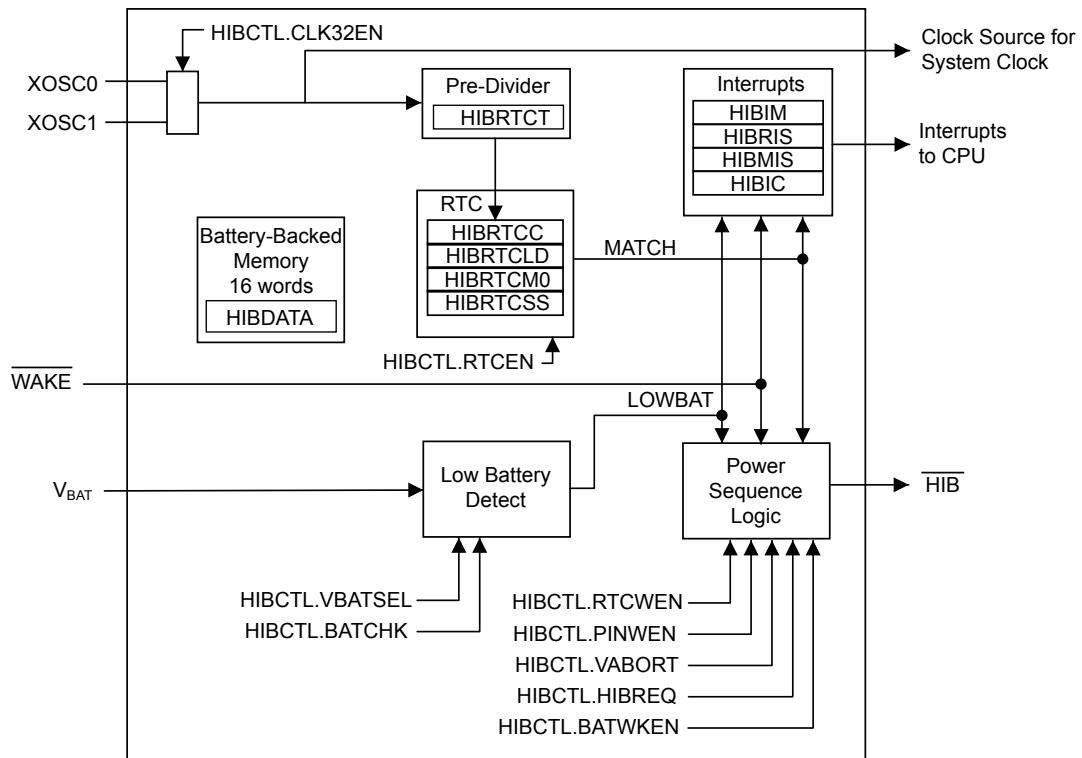 HIBCTL.CLK32EN
XOSC0
XOSC1
Clock Source for
System Clock
Pre-Divider
HIBRTCT
Interrupts
HIBIM
HIBRIS
HIBMIS
HIBIC
Interrupts
to CPU
RTC
HIBRTCC
HIBRTCLD
HIBRTCM0
HIBRTCSS
MATCH
Battery-Backed
Memory
16 words
HIBDATA
HIBCTL.RTCEN
WAKE
LOWBAT
VBAT
Low Battery
Detect
Power
Sequence
Logic
HIB
HIBCTL.VBATSEL
HIBCTL.BATCHK
HIBCTL.RTCWEN
HIBCTL.PINWEN
HIBCTL.VABORT
HIBCTL.HIBREQ
HIBCTL.BATWKEN